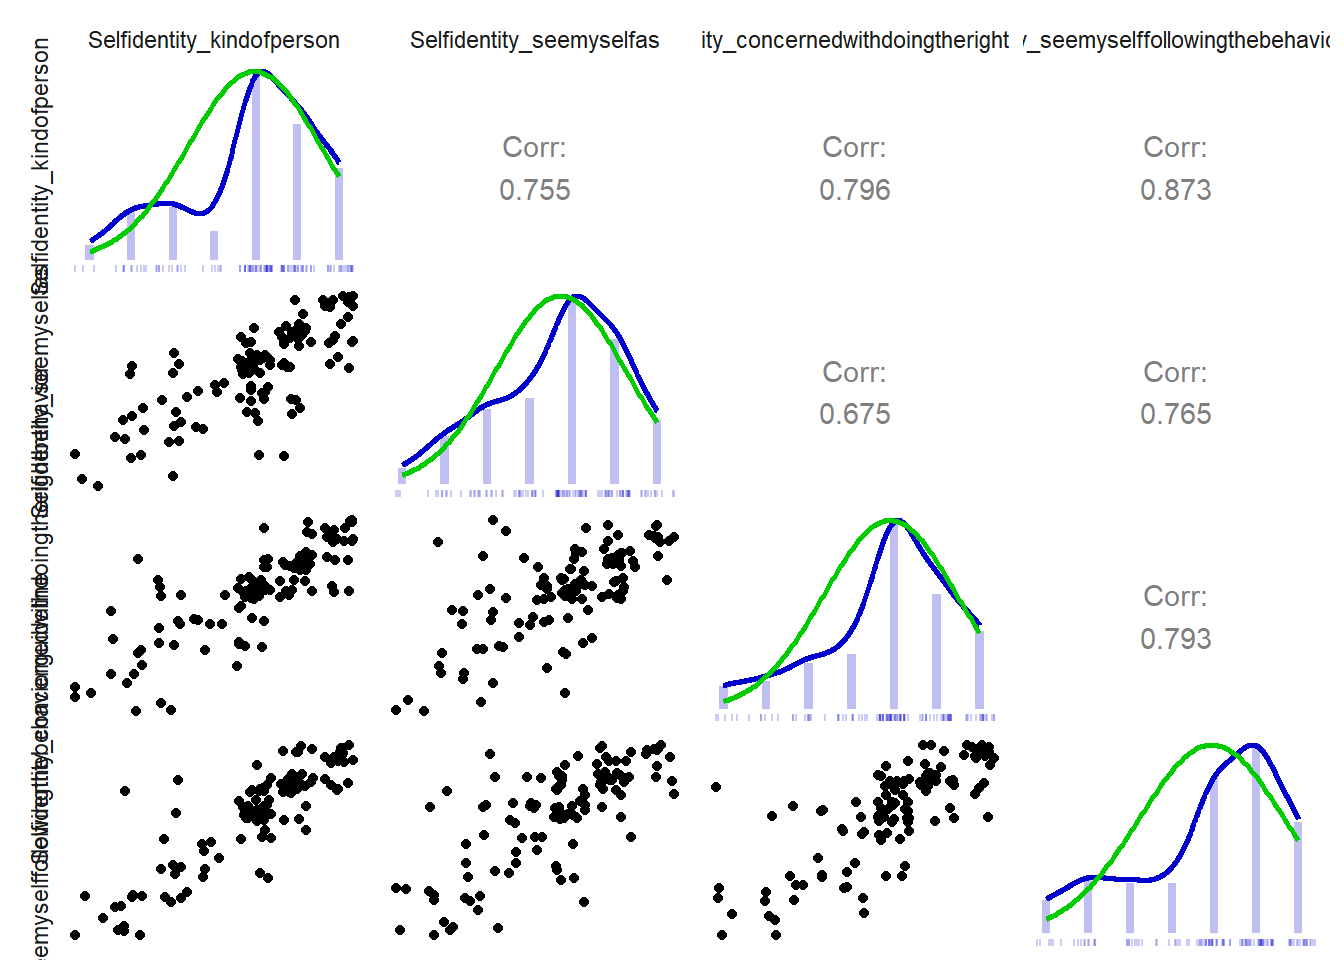 Selfidentity_kindofperson
Selfidentity_seemyselfas
ity_concernedwithdoingtheright
y_seemyselffollowingthebehavio
Selfidentity_kindofperson
Corr:
0.755
Corr:
0.796
Corr:
0.873
Corr:
0.675
Corr:
0.765
Corr:
0.793